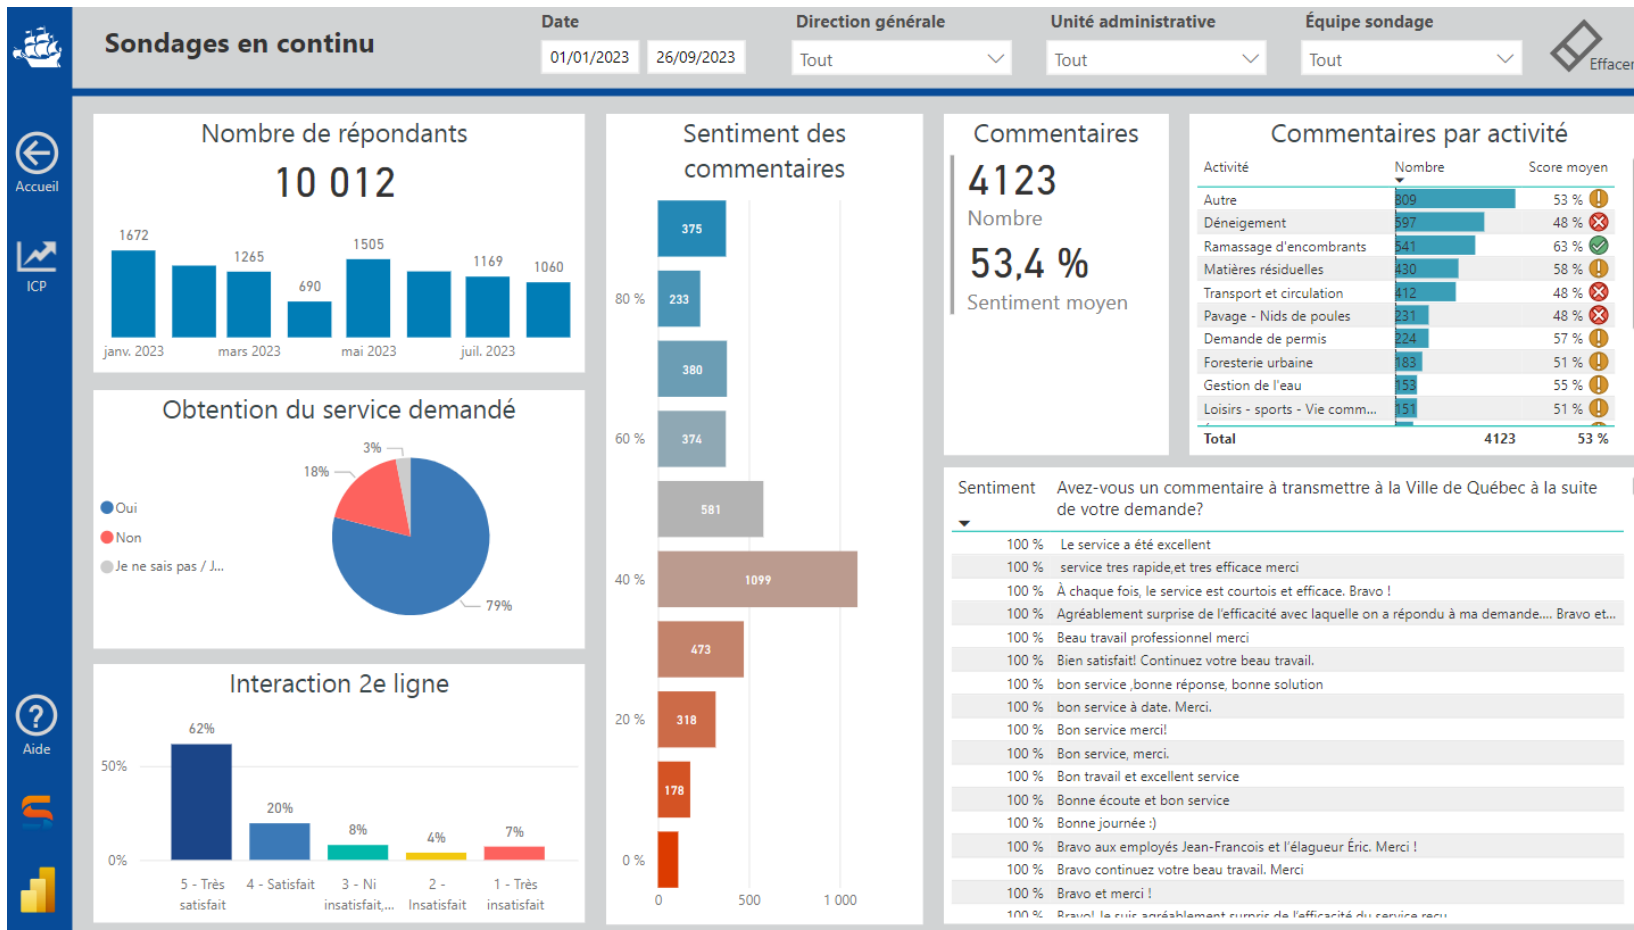 Sondages en continu
Date
01/01/2023
26/09/2023
Direction générale
Tout
Unité administrative
Tout
Équipe sondage
Tout
Effacer
Accueil
ICP
Aide
Nombre de répondants
10 012
1672
1265
690
1505
1169
1060
janv. 2023
mars 2023
mai 2023
juil. 2023
Obtention du service demandé
3%
18%
79%
Oui
Non
Je ne sais pas / J...
Interaction 2e ligne
62%
20%
8%
4%
7%
50%
0%
5 - Très
satisfait
4 - Satisfait
3 - Ni
insatisfait,...
2 -
Insatisfait
1 - Très
insatisfait
Sentiment des
commentaires
375
80 %
233
380
60 %
374
581
40 %
1099
473
20 %
318
178
0 %
0
500
1 000
Commentaires
4123
Nombre
53,4 %
Sentiment moyen
Commentaires par activité
Activité Nombre Score moyen
Autre 809 53 %
Déneigement 597 48 %
Ramassage d'encombrants 541 63 %
Matières résiduelles 430 58 %
Transport et circulation 412 48 %
Pavage - Nids de poules 231 48 %
Demande de permis 224 57 %
Foresterie urbaine 183 51 %
Gestion de l'eau 153 55 %
Loisirs - sports - Vie comm... 151 51 %
Total 4123 53 %
Sentiment
Avez-vous un commentaire à transmettre à la Ville de Québec à la suite
de votre demande?
100 % Le service a été excellent
100 % service tres rapide,et tres efficace merci
100 % À chaque fois, le service est courtois et efficace. Bravo !
100 % Agréablement surprise de l'efficacité avec laquelle on a répondu à ma demande.... Bravo et...
100 % Beau travail professionnel merci
100 % Bien satisfait! Continuez votre beau travail.
100 % bon service ,bonne réponse, bonne solution
100 % bon service à date. Merci.
100 % Bon service merci!
100 % Bon service, merci.
100 % Bon travail et excellent service
100 % Bonne écoute et bon service
100 % Bonne journée :)
100 % Bravo aux employés Jean-Francois et l'élagueur Éric. Merci !
100 % Bravo continuez votre beau travail. Merci
100 % Bravo et merci !
100 % Bravo! Je suis agréablement surpris de l'efficacité du service reçu